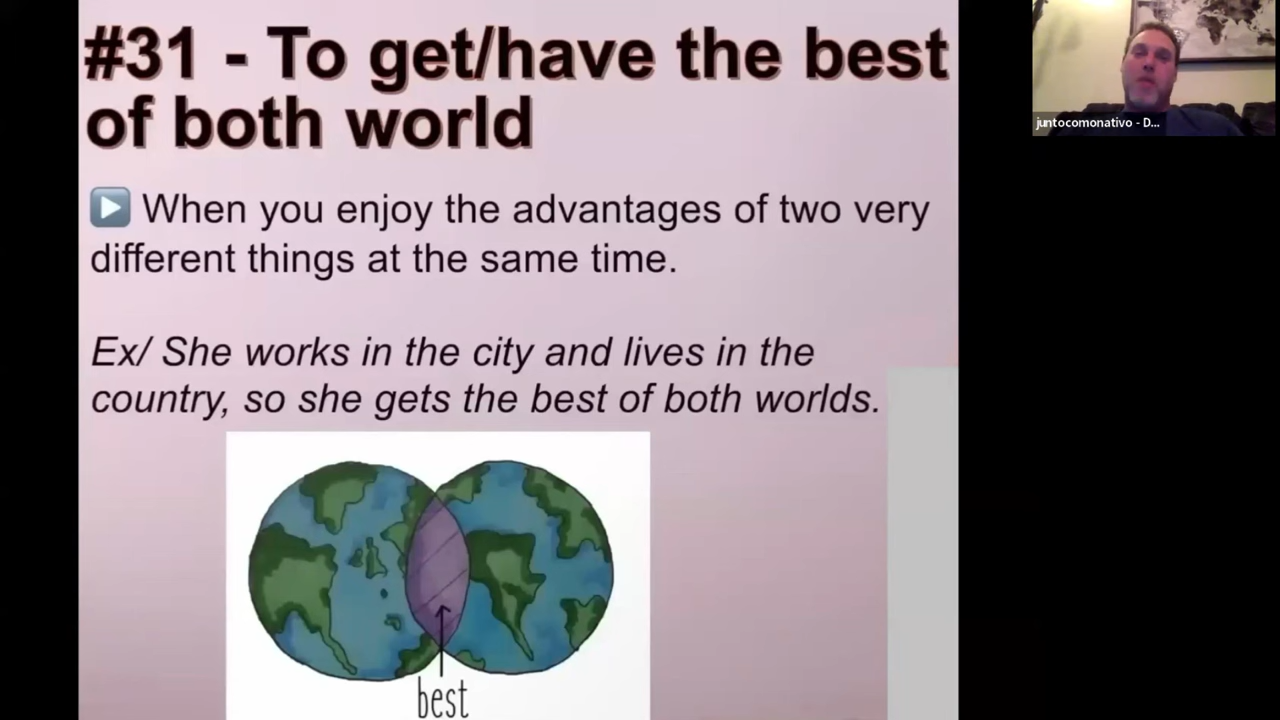 #31 - To get/have the best
of both world
When you enjoy the advantages of two very
different things at the same time.
Ex/ She works in the city and lives in the
country, so she gets the best of both worlds.
best
juntocomonativo - D...